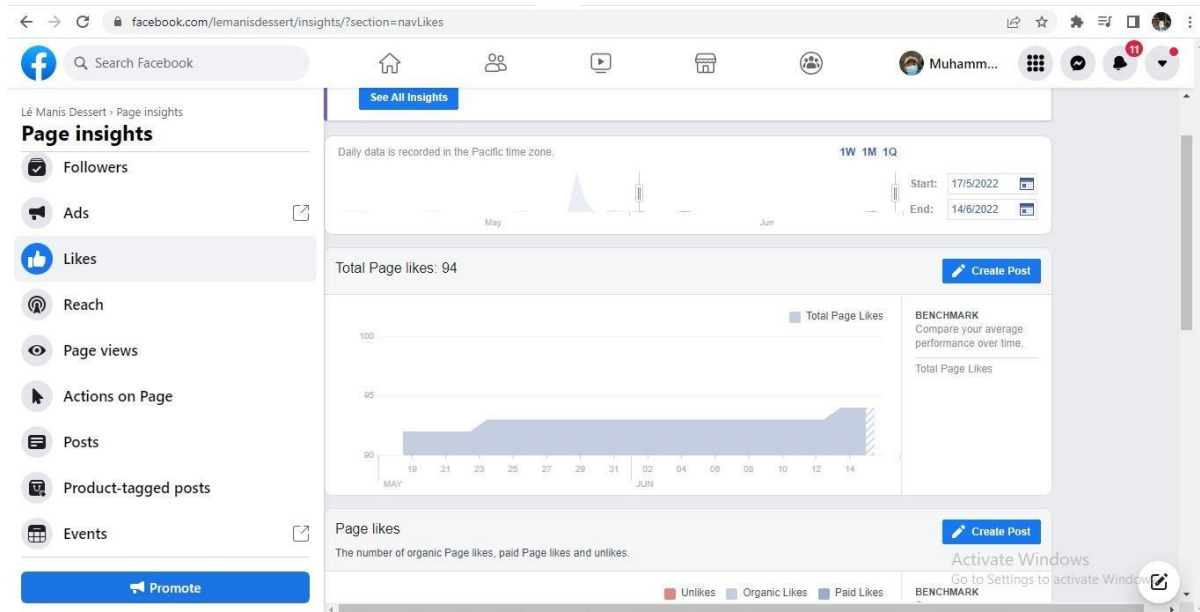 facebook.com/lemanisdessert/insights/?section=navLikes
Search Facebook
Muhamm...
11
Lé Manis Dessert › Page insights
Page insights
Followers
Ads
Likes
Reach
Page views
Actions on Page
Posts
Product-tagged posts
Events
Promote
See All Insights
Daily data is recorded in the Pacific time zone.
1W 1M 1Q
Start: 17/5/2022
End: 14/6/2022
May Jun
Total Page likes: 94
Create Post
Total Page Likes
100
95
90
19 21 23 25 27 29 31 02 04 06 08 10 12 14
MAY JUN
BENCHMARK
Compare your average
performance over time.
Total Page Likes
Page likes
Create Post
The number of organic Page likes, paid Page likes and unlikes.
Unlikes Organic Likes Paid Likes
BENCHMARK
Activate Windows
Go to Settings to activate Window